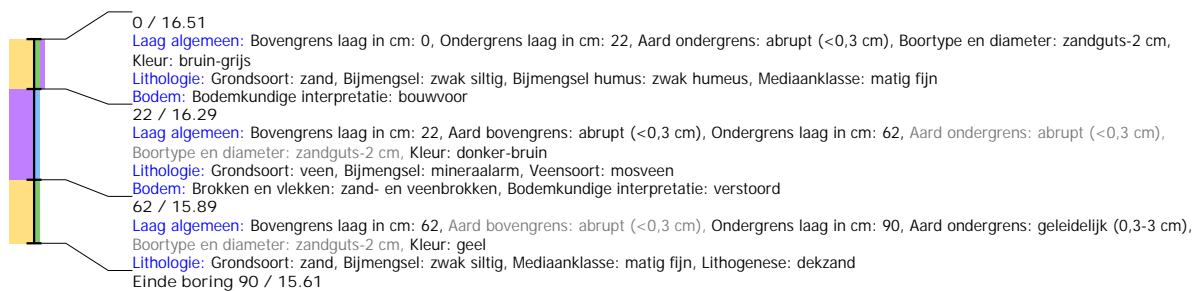 0 / 16.51
Laag algemeen: Bovengrens laag in cm: 0, Ondergrens laag in cm: 22, Aard ondergrens: abrupt (<0,3 cm), Boortype en diameter: zandguts-2 cm,
Kleur: bruin-grijs
Lithologie: Grondsoort: zand, Bijmengsel: zwak siltig, Bijmengsel humus: zwak humeus, Mediaanklasse: matig fijn
Bodem: Bodemkundige interpretatie: bouwvoor
22 / 16.29
Laag algemeen: Bovengrens laag in cm: 22, Aard bovengrens: abrupt (<0,3 cm), Ondergrens laag in cm: 62, Aard ondergrens: abrupt (<0,3 cm),
Boortype en diameter: zandguts-2 cm, Kleur: donker-bruin
Lithologie: Grondsoort: veen, Bijmengsel: mineraalarm, Veensoort: mosveen
Bodem: Brokken en vlekken: zand- en veenbrokken, Bodemkundige interpretatie: verstoord
62 / 15.89
Laag algemeen: Bovengrens laag in cm: 62, Aard bovengrens: abrupt (<0,3 cm), Ondergrens laag in cm: 90, Aard ondergrens: geleidelijk (0,3-3 cm),
Boortype en diameter: zandguts-2 cm, Kleur: geel
Lithologie: Grondsoort: zand, Bijmengsel: zwak siltig, Mediaanklasse: matig fijn, Lithogenese: dekzand
Einde boring 90 / 15.61